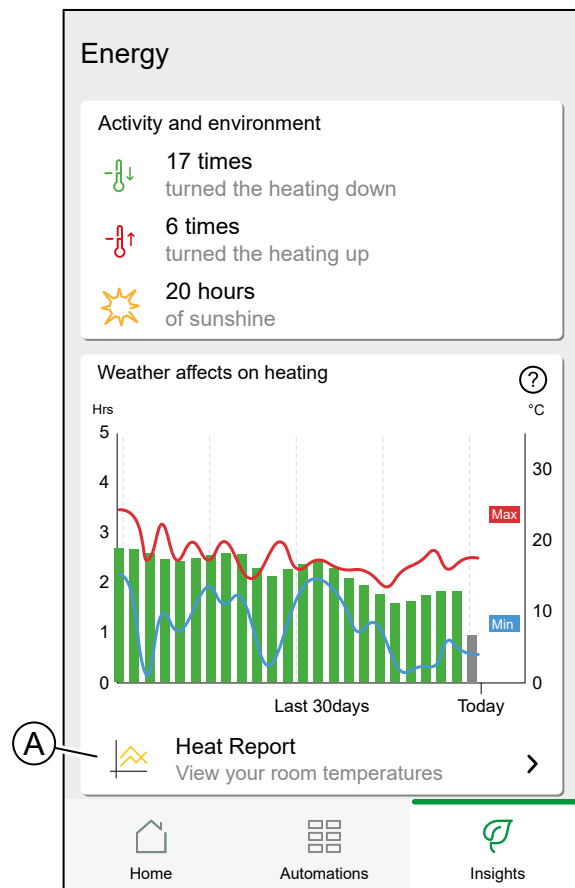 Energy
Activity and environment
17 times
turned the heating down
6 times
turned the heating up
20 hours
of sunshine
Weather affects on heating
?
Hrs
°C
5
4
3
2
1
0
30
20
10
0
Max
Min
Last 30days
Today
A
Heat Report
View your room temperatures
Home
Automations
Insights